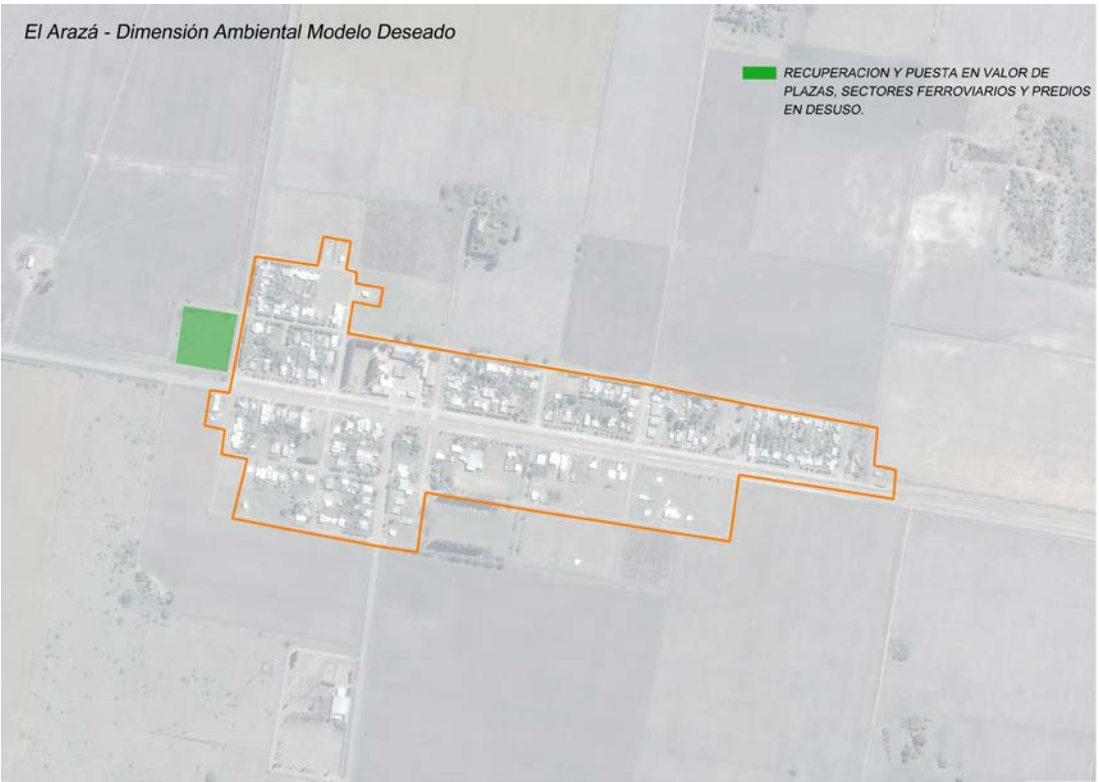 El Arazá - Dimensión Ambiental Modelo Deseado
RECUPERACION Y PUESTA EN VALOR DE
PLAZAS, SECTORES FERROVIARIOS Y PREDIOS
EN DESUSO.